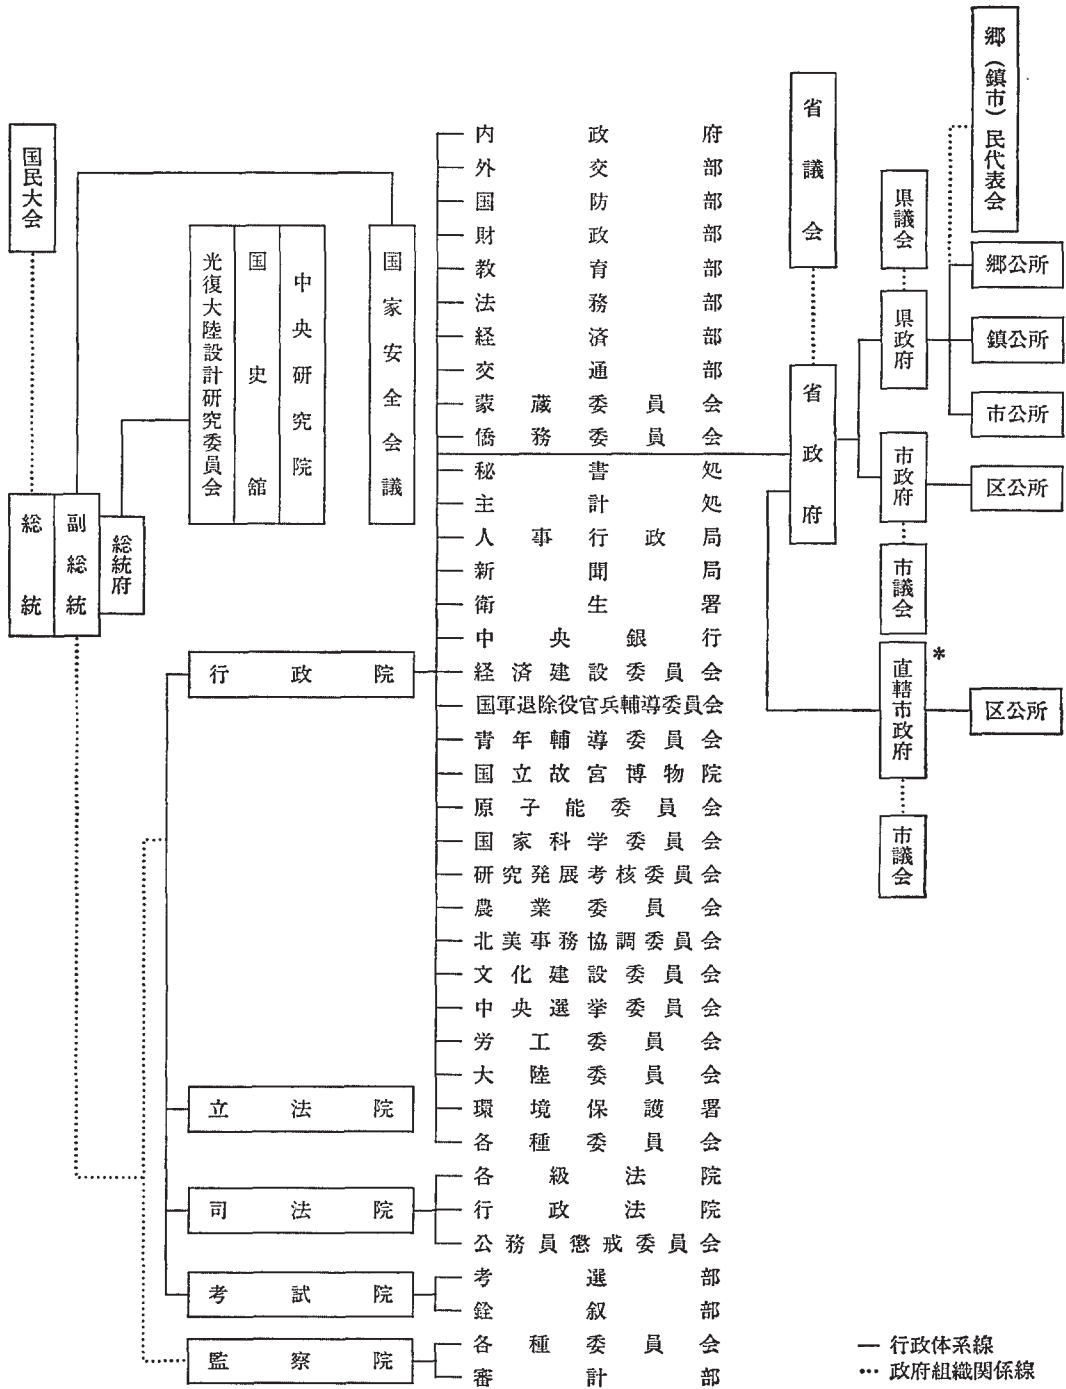 国民大会
総統
副総統
総統府
光復大陸設計研究委員会
国史舘
中央研究院
国家安全会議
行政院
内政府
外交部
国防部
財政部
教育部
法務部
経済部
交通部
蒙蔵委員会
僑務委員会
秘書処
主計処
人事行政局
新聞局
衛生署
中央銀行
経済建設委員会
国軍退除役官兵輔導委員会
青年輔導委員会
国立故宮博物院
原子能委員会
国家科学委員会
研究発展考核委員会
農業委員会
北美事務協調委員会
文化建設委員会
中央選挙委員会
労工委員会
大陸委員会
環境保護署
各種委員会
立法院
司法院
各級法院
行政法院
公務員懲戒委員会
考試院
考選部
銓叙部
監察院
各種委員会
審計部
省議会
省政府
県議会
県政府
郷（鎮市）民代表会
郷公所
鎮公所
市公所
市政府
区公所
市議会
直轄市政府*
区公所
市議会
— 行政体系線
… 政府組織関係線